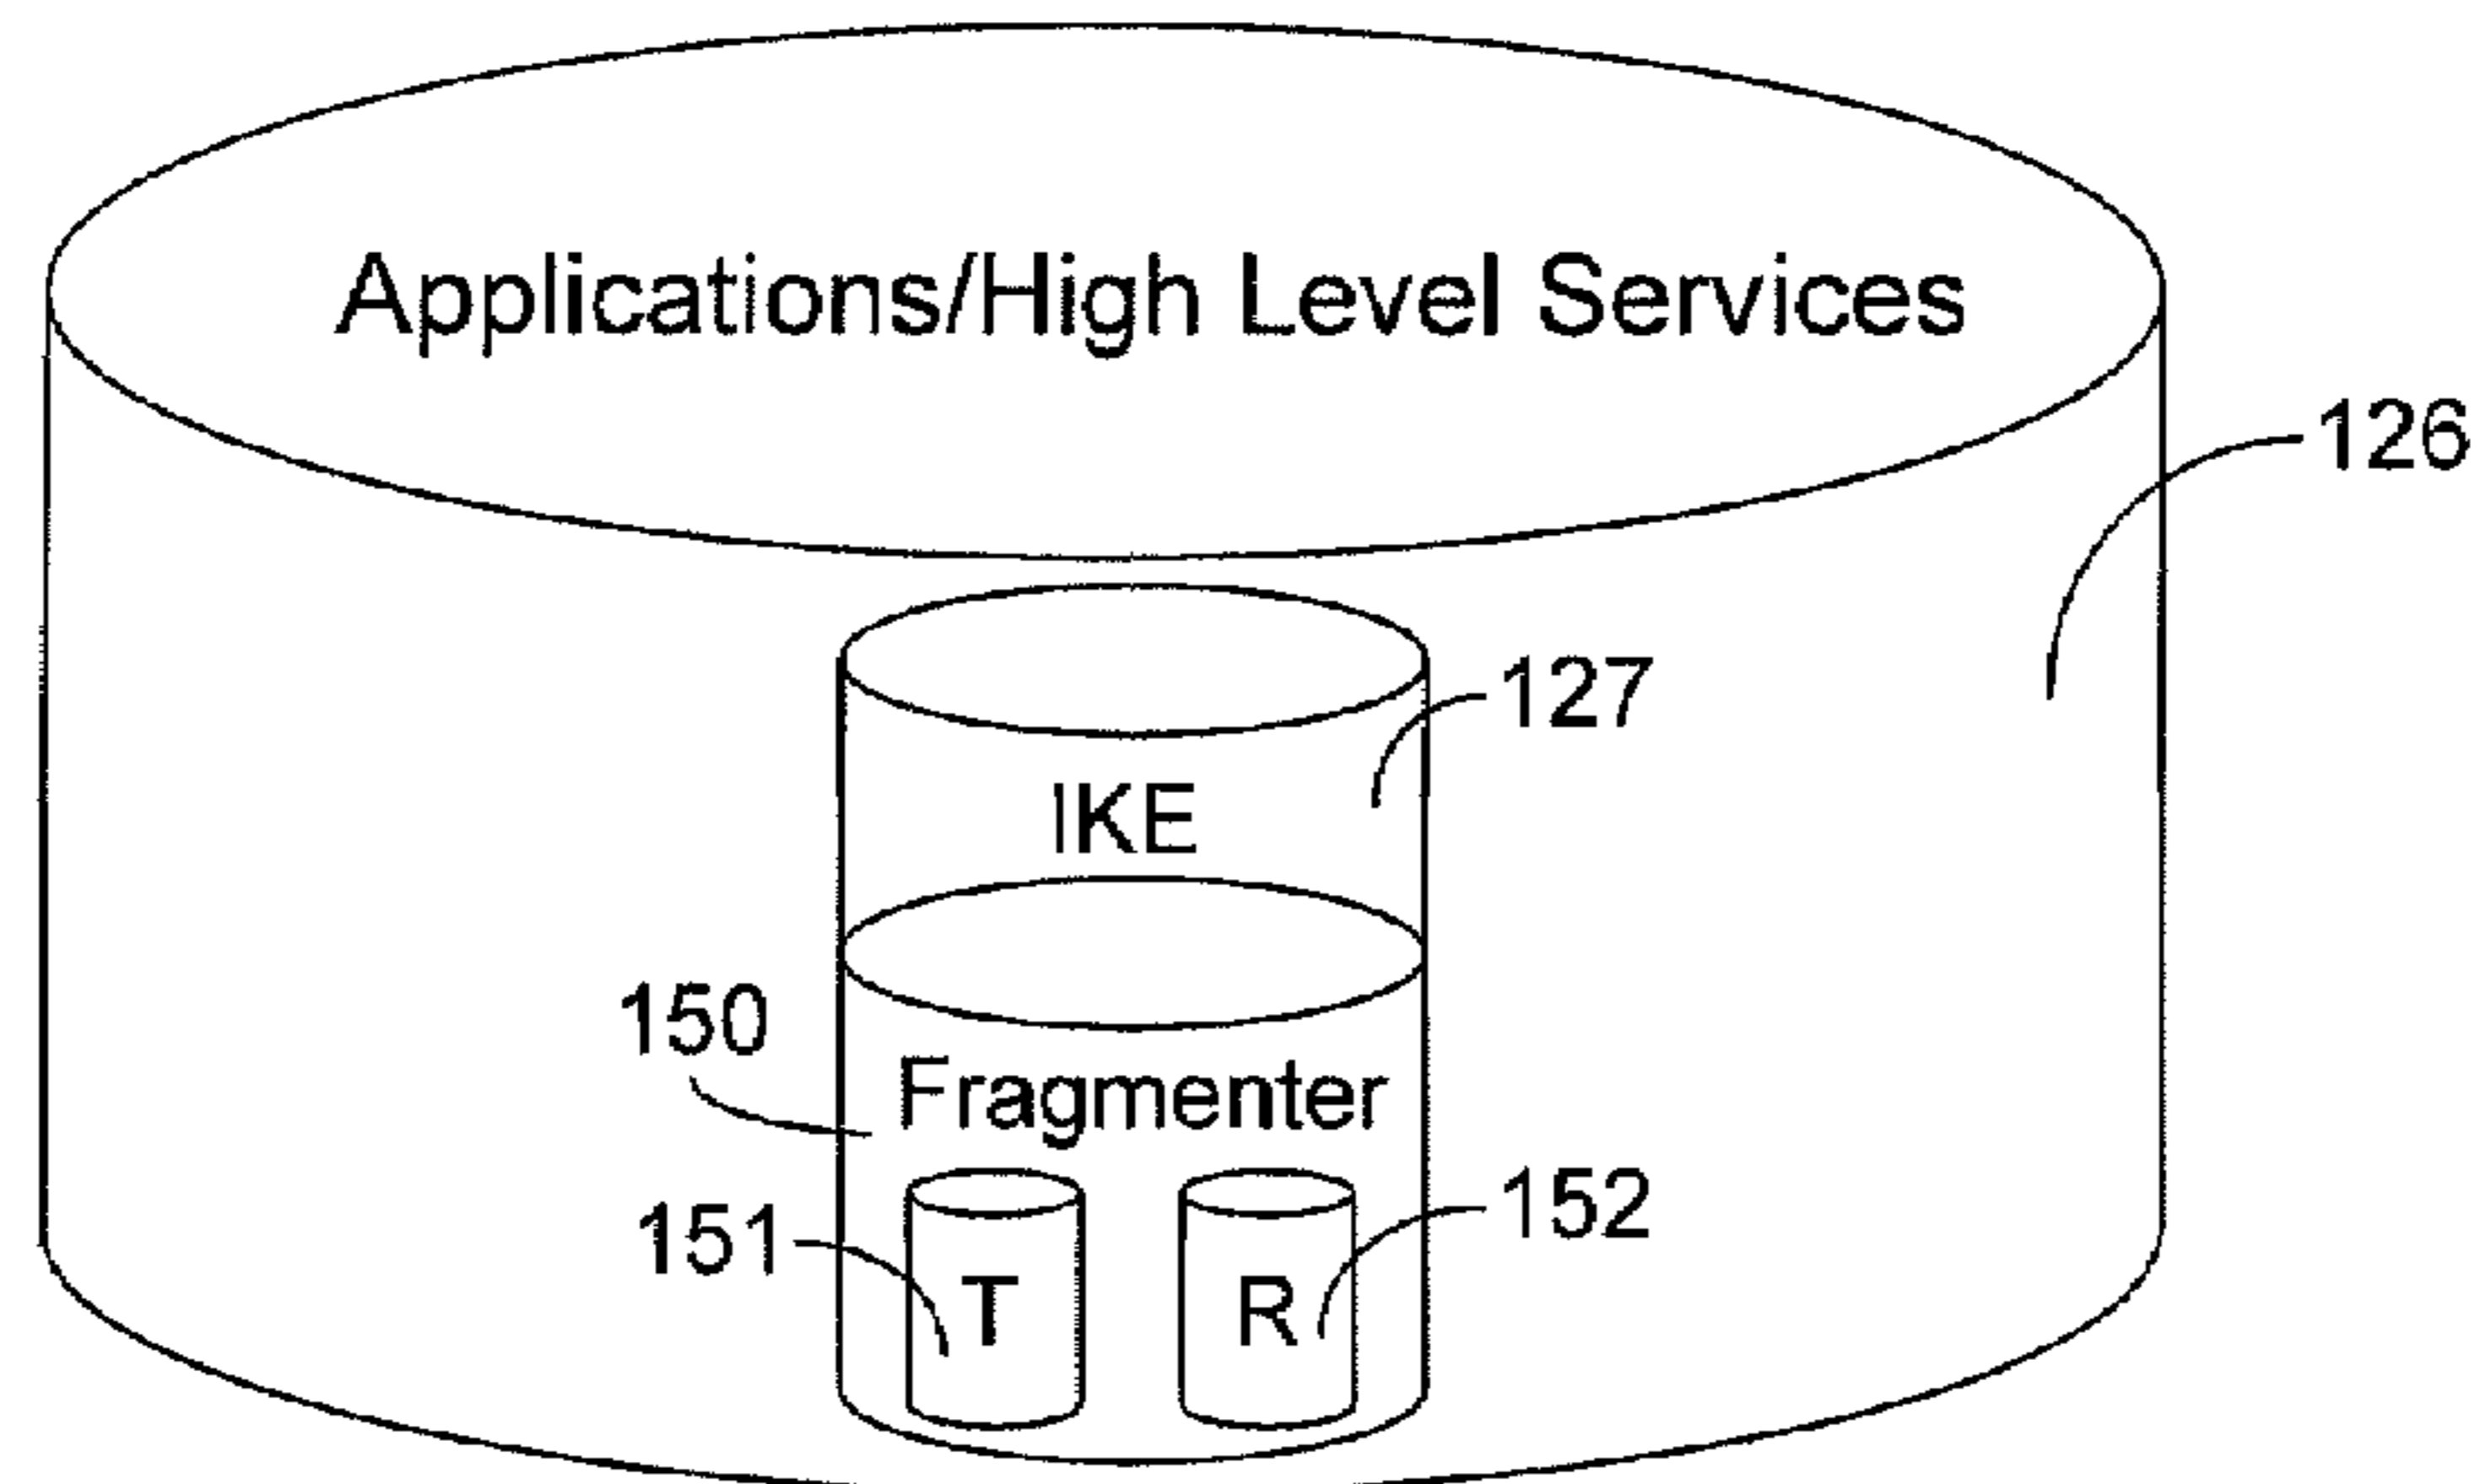 Applications/High Level Services
126
127
IKE
150
Fragmenter
151
152
T
R